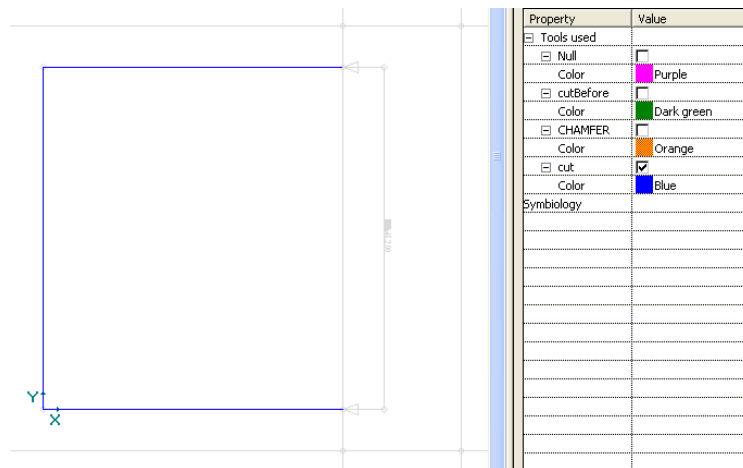 Property Value
Tools used
Null
Color Purple
cutBefore
Color Dark green
CHAMFER
Color Orange
cut
Color Blue
Symbiology
Y
X